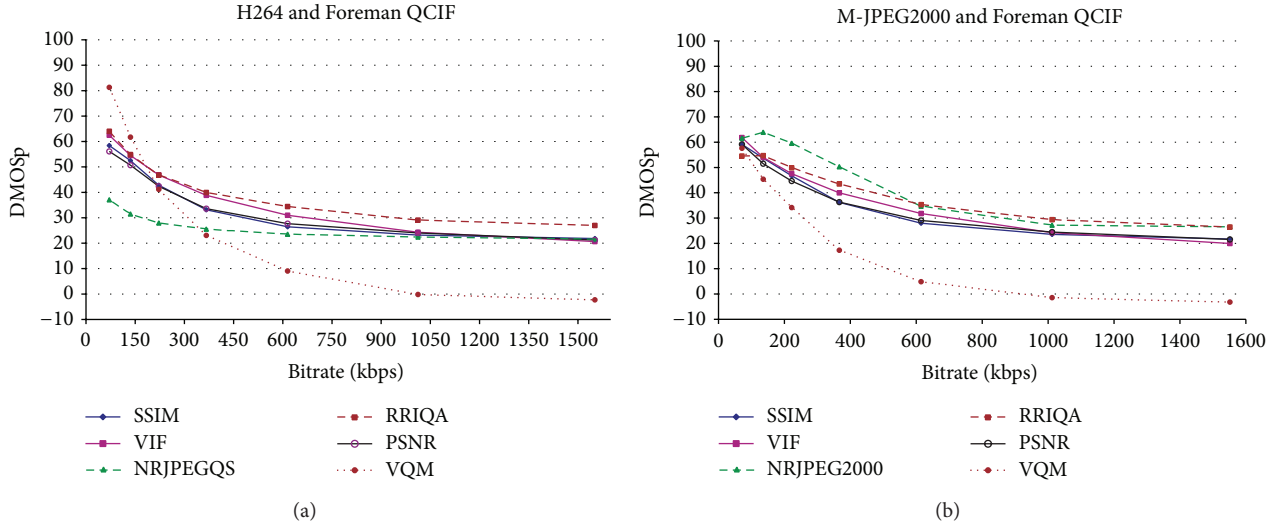 H264 and Foreman QCIF
100
90
80
70
60
50
40
30
20
10
0
−10
DMOSp
0 150 300 450 600 750 900 1050 1200 1350 1500
Bitrate (kbps)
SSIM
VIF
NRJPEGQS
RRIQA
PSNR
VQM
(a)
M-JPEG2000 and Foreman QCIF
100
90
80
70
60
50
40
30
20
10
0
−10
DMOSp
0 200 400 600 800 1000 1200 1400 1600
Bitrate (kbps)
SSIM
VIF
NRJPEG2000
RRIQA
PSNR
VQM
(b)